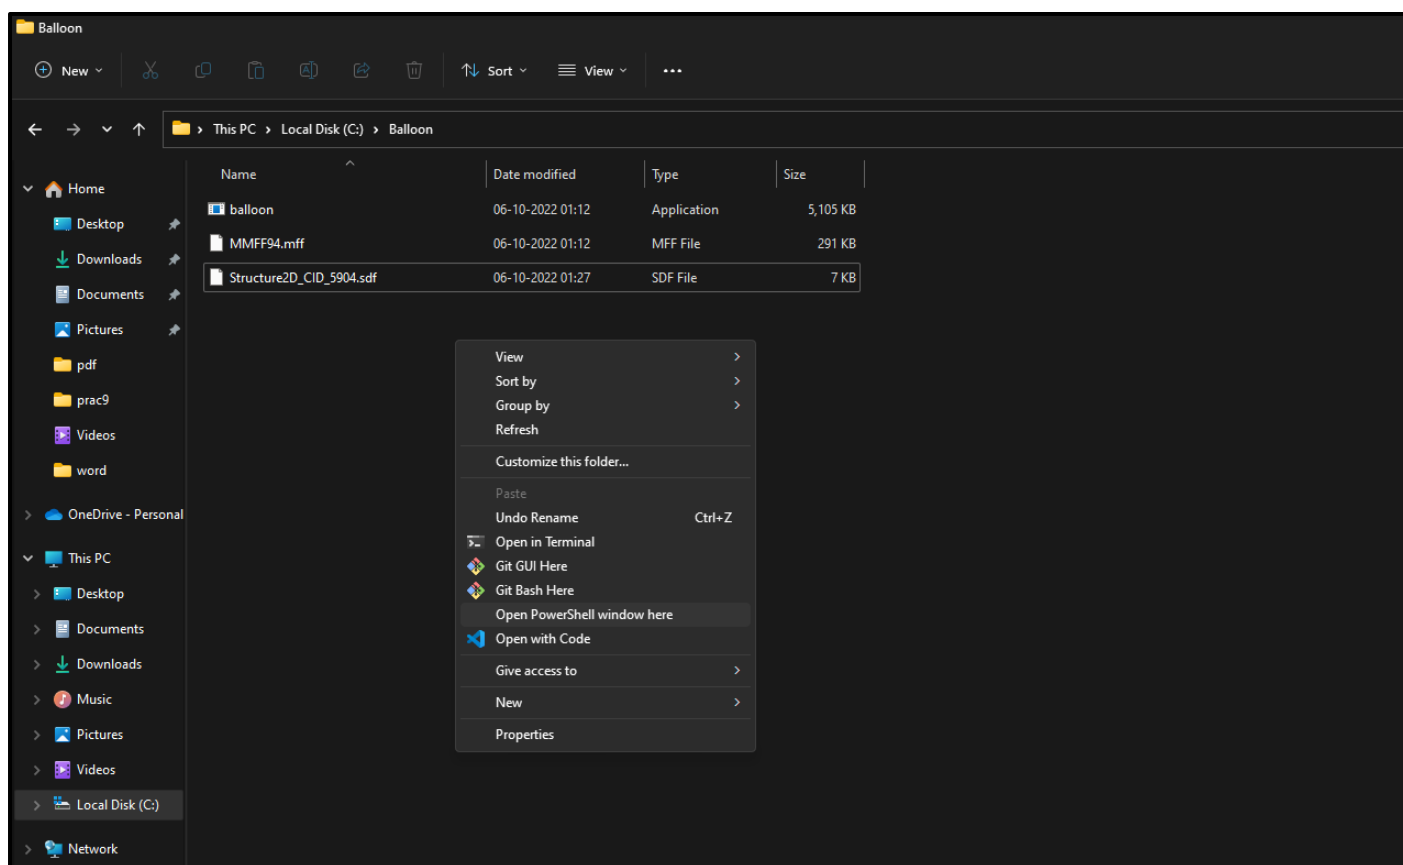 Balloon
New
Sort
View
This PC > Local Disk (C:) > Balloon
Name Date modified Type Size
balloon 06-10-2022 01:12 Application 5,105 KB
MMFF94.mff 06-10-2022 01:12 MFF File 291 KB
Structure2D_CID_5904.sdf 06-10-2022 01:27 SDF File 7 KB
Home
Desktop
Downloads
Documents
Pictures
pdf
prac9
Videos
word
OneDrive - Personal
This PC
Desktop
Documents
Downloads
Music
Pictures
Videos
Local Disk (C:)
Network
View
Sort by
Group by
Refresh
Customize this folder...
Paste
Undo Rename Ctrl+Z
Open in Terminal
Git GUI Here
Git Bash Here
Open PowerShell window here
Open with Code
Give access to
New
Properties